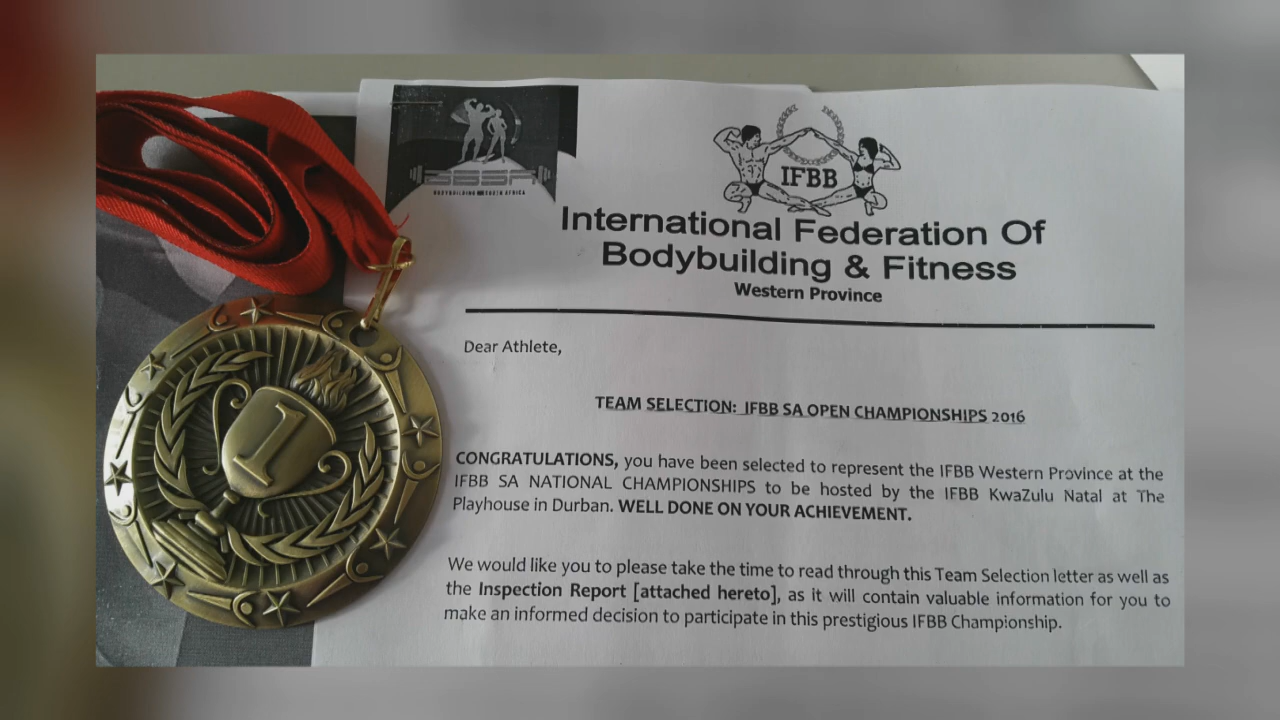 BBSA
BODYBUILDING SOUTH AFRICA
IFBB
International Federation Of
Bodybuilding & Fitness
Western Province
Dear Athlete,
TEAM SELECTION: IFBB SA OPEN CHAMPIONSHIPS 2016
CONGRATULATIONS, you have been selected to represent the IFBB Western Province at the
IFBB SA NATIONAL CHAMPIONSHIPS to be hosted by the IFBB KwaZulu Natal at The
Playhouse in Durban. WELL DONE ON YOUR ACHIEVEMENT.
We would like you to please take the time to read through this Team Selection letter as well as
the Inspection Report [attached hereto], as it will contain valuable information for you to
make an informed decision to participate in this prestigious IFBB Championship.
1